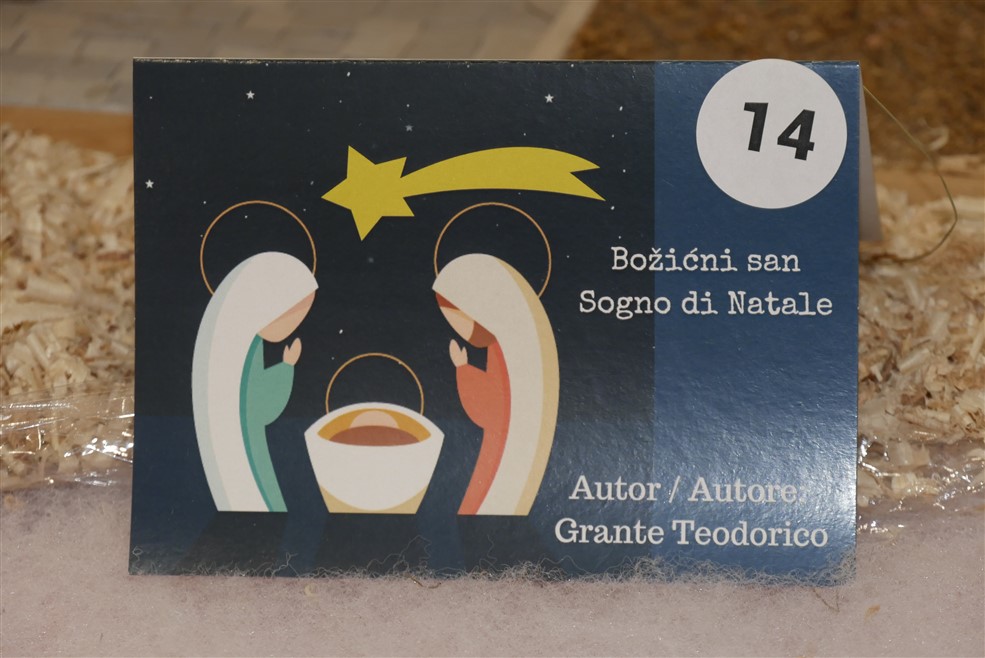 14
Božićni san
Sogno di Natale
Autor / Autore:
Grante Teodorico